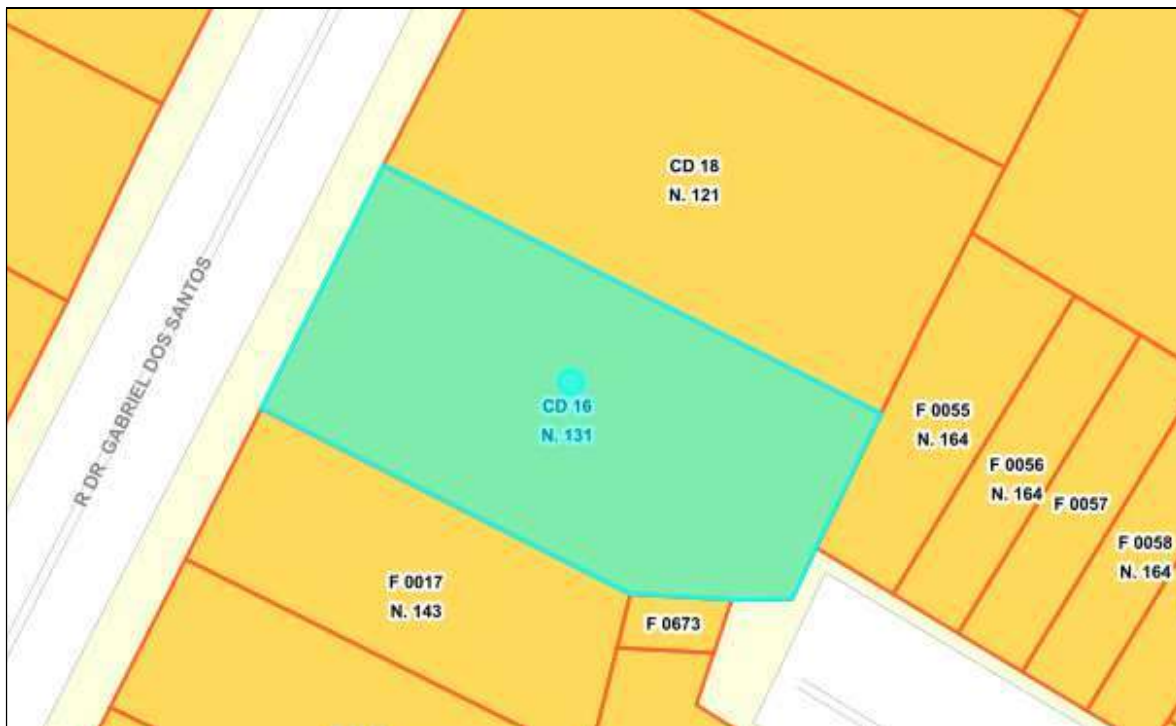 CD 18
N. 121
R DR GABRIEL DOS SANTOS
CD 16
N. 131
F 0055
N. 164
F 0056
N. 164
F 0057
F 0058
N. 164
F 0017
N. 143
F 0673